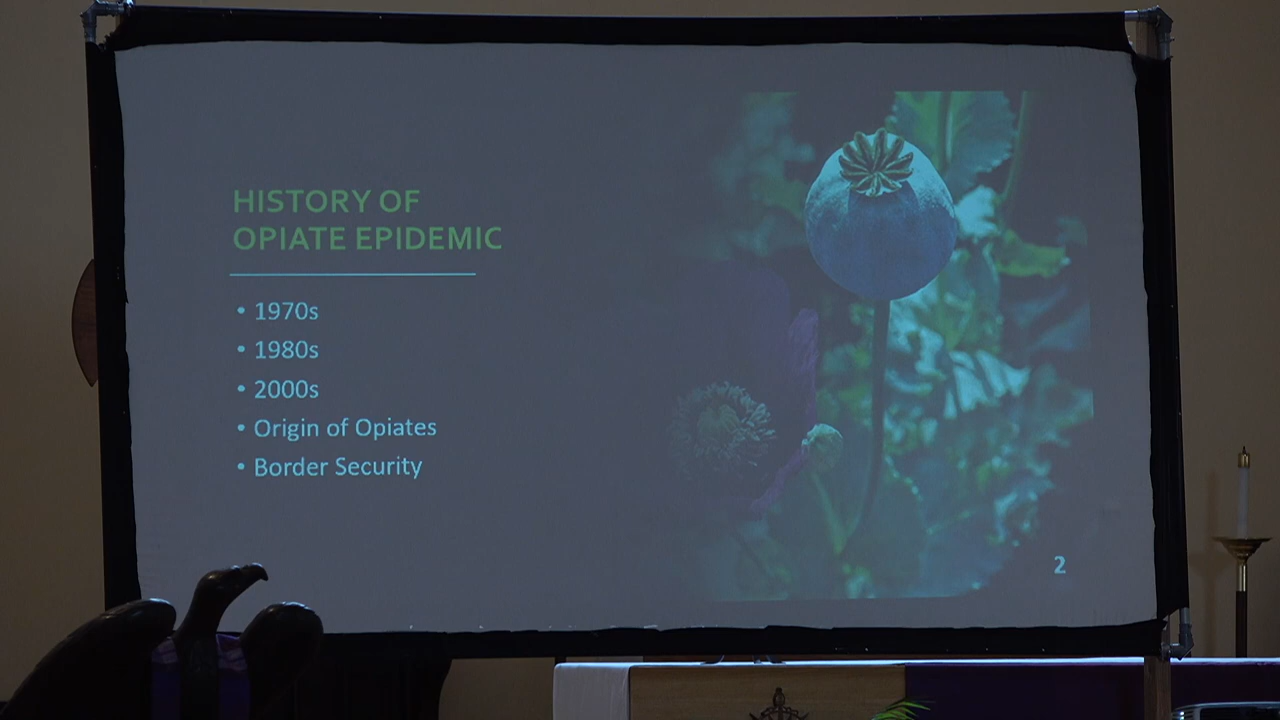 HISTORY OF
OPIATE EPIDEMIC
• 1970s
• 1980s
• 2000s
• Origin of Opiates
• Border Security
2